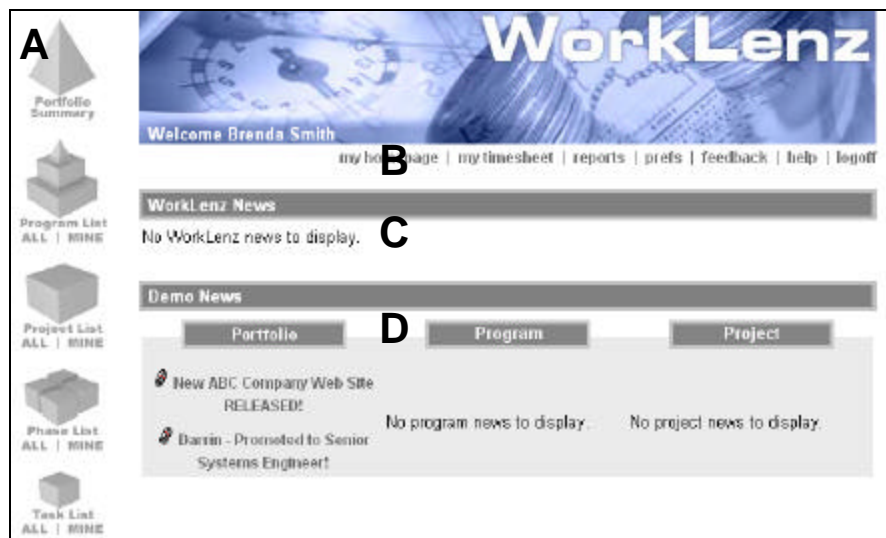 A
Portfolio
Summary
Program List
ALL | MINE
Project List
ALL | MINE
Phase List
ALL | MINE
Task List
ALL | MINE
WorkLenz
Welcome Brenda Smith
B
my homepage | my timesheet | reports | prefs | feedback | help | logoff
WorkLenz News
C
No WorkLenz news to display.
Demo News
D
Portfolio Program Project
New ABC Company Web Site
RELEASED!
Darrin - Promoted to Senior
Systems Engineer!
No program news to display.
No project news to display.